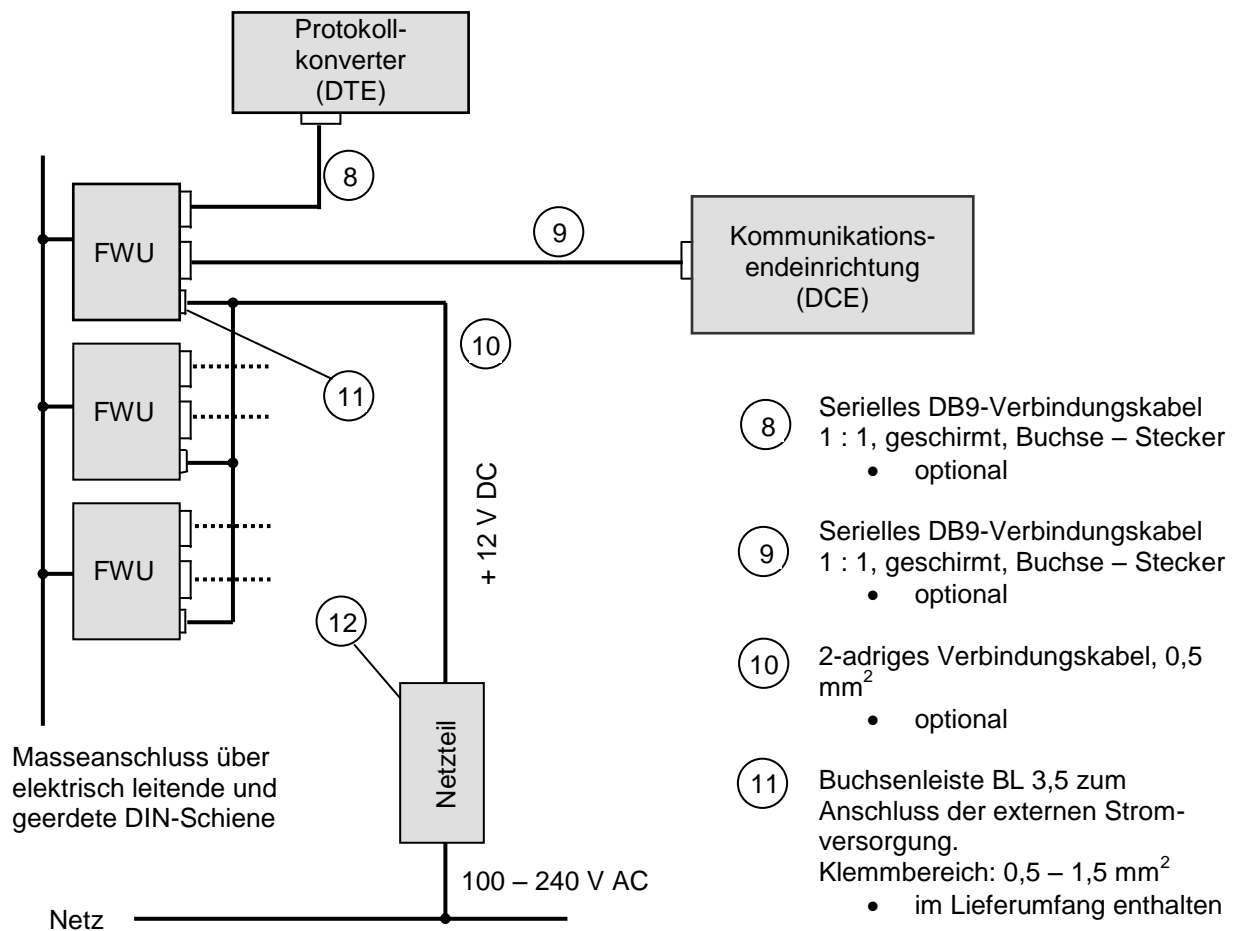 Protokoll-
konverter
(DTE)
8
FWU
9
Kommunikations-
endeinrichtung
(DCE)
10
11
FWU
+ 12 V DC
FWU
12
Netzteil
Masseanschluss über
elektrisch leitende und
geerdete DIN-Schiene
100 – 240 V AC
Netz
8 Serielles DB9-Verbindungskabel
1 : 1, geschirmt, Buchse – Stecker
• optional
9 Serielles DB9-Verbindungskabel
1 : 1, geschirmt, Buchse – Stecker
• optional
10 2-adriges Verbindungskabel, 0,5
mm²
• optional
11 Buchsenleiste BL 3,5 zum
Anschluss der externen Strom-
versorgung.
Klemmbereich: 0,5 – 1,5 mm²
• im Lieferumfang enthalten